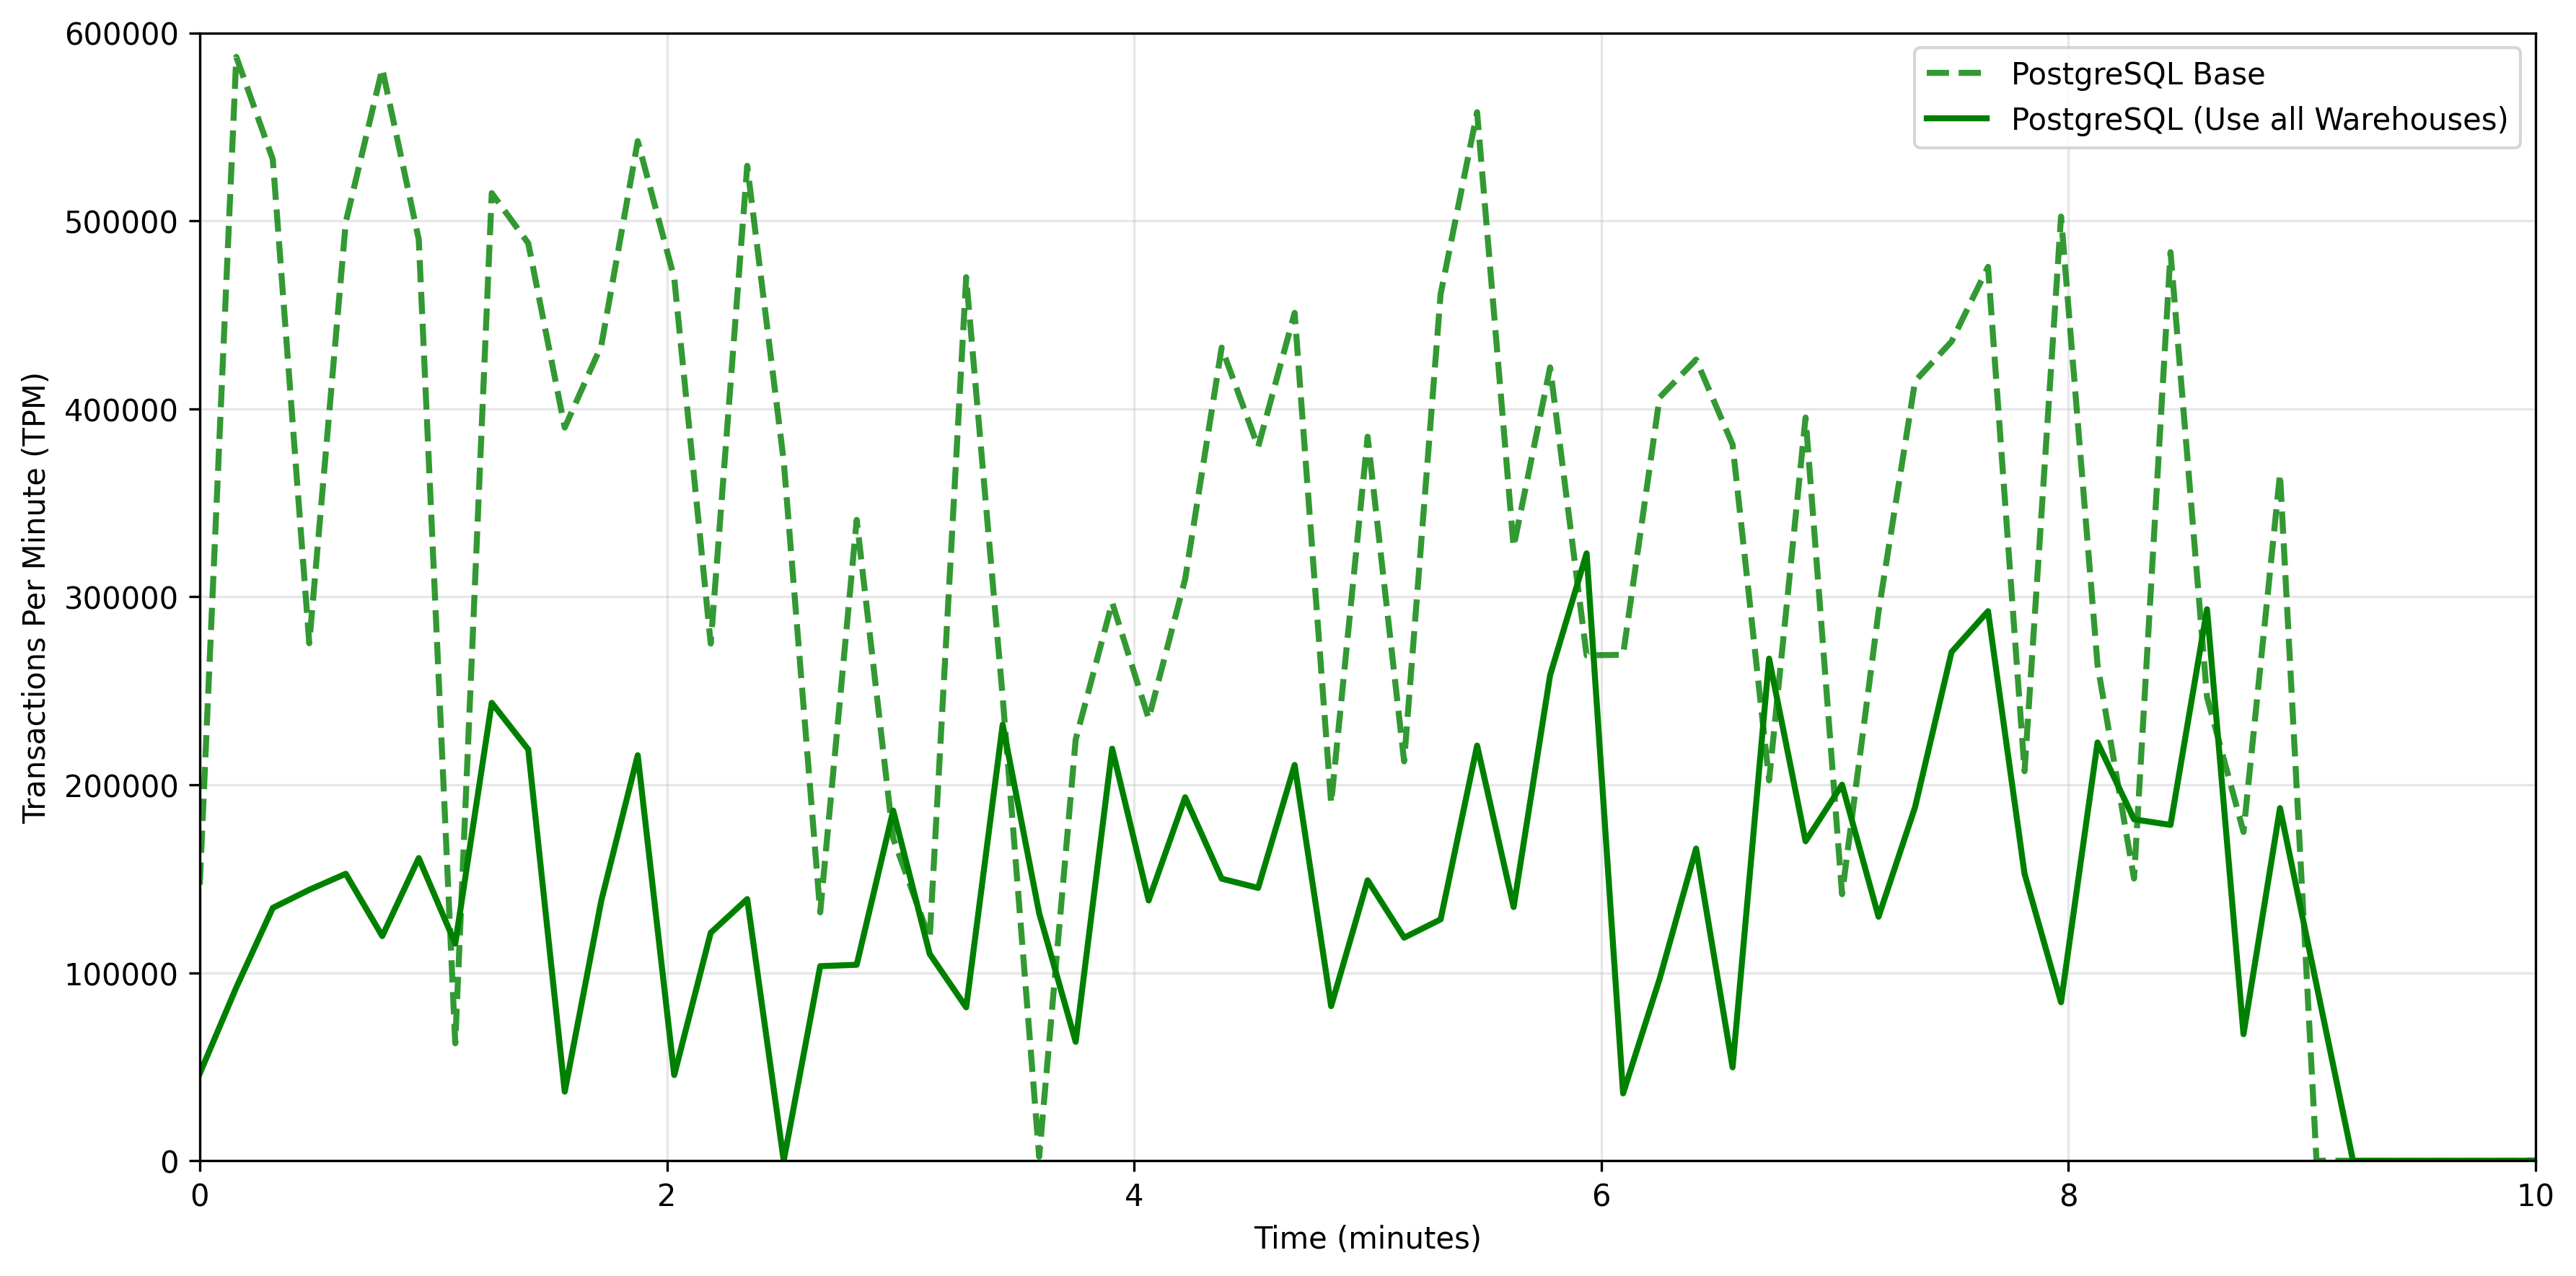 600000
500000
400000
300000
200000
100000
0
Transactions Per Minute (TPM)
PostgreSQL Base
PostgreSQL (Use all Warehouses)
0 2 4 6 8 10
Time (minutes)